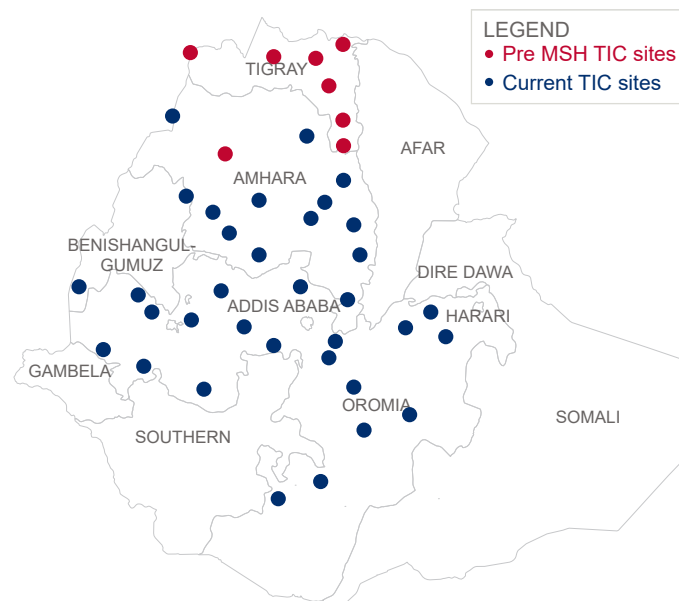 LEGEND
• Pre MSH TIC sites
• Current TIC sites
TIGRAY
AFAR
AMHARA
BENISHANGUL-
GUMUZ
DIRE DAWA
ADDIS ABABA
HARARI
GAMBELA
OROMIA
SOMALI
SOUTHERN